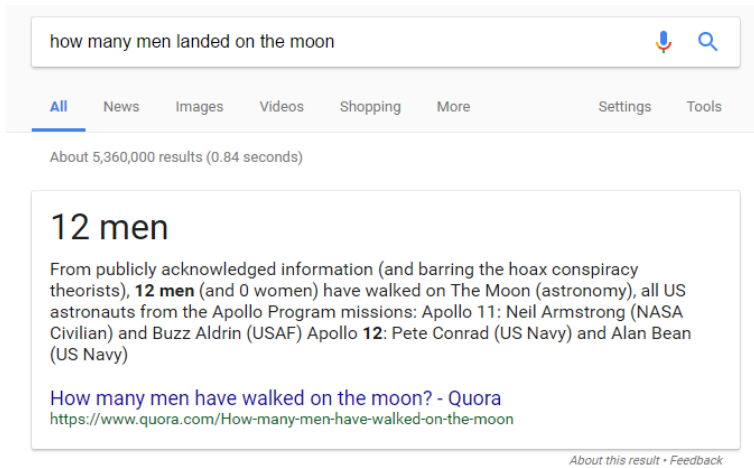 how many men landed on the moon
All News Images Videos Shopping More Settings Tools
About 5,360,000 results (0.84 seconds)
12 men
From publicly acknowledged information (and barring the hoax conspiracy
theorists), 12 men (and 0 women) have walked on The Moon (astronomy), all US
astronauts from the Apollo Program missions: Apollo 11: Neil Armstrong (NASA
Civilian) and Buzz Aldrin (USAF) Apollo 12: Pete Conrad (US Navy) and Alan Bean
(US Navy)
How many men have walked on the moon? - Quora
https://www.quora.com/How-many-men-have-walked-on-the-moon
About this result • Feedback